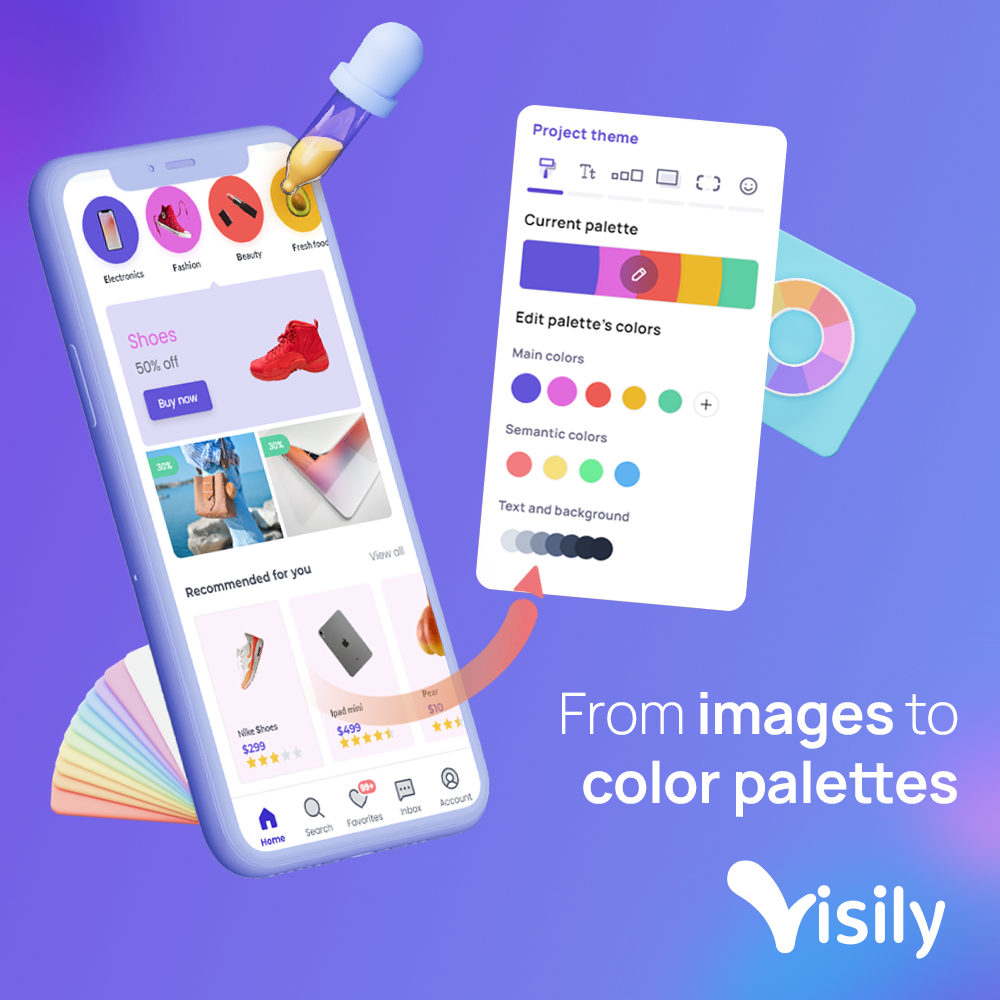 Electronics
Fashion
Beauty
Fresh food
Shoes
50% off
Buy now
30%
30%
Recommended for you
View all
Nike Shoes
$299
Ipad mini
$499
Pear
$10
Home
Search
99+
Favorites
Inbox
Account
Project theme
Tt
Current palette
Edit palette's colors
Main colors
+
Semantic colors
Text and background
From images to
color palettes
Visily